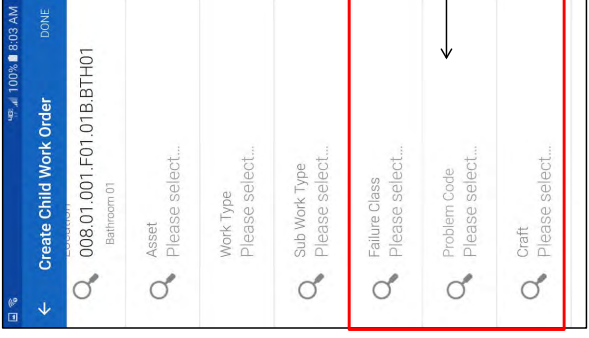 100% 8:03 AM
Create Child Work Order DONE
Location
008.01.001.F01.01B.BTH01
Bathroom 01
Asset
Please select...
Work Type
Please select...
Sub Work Type
Please select...
Failure Class
Please select...
Problem Code
Please select...
Craft
Please select...